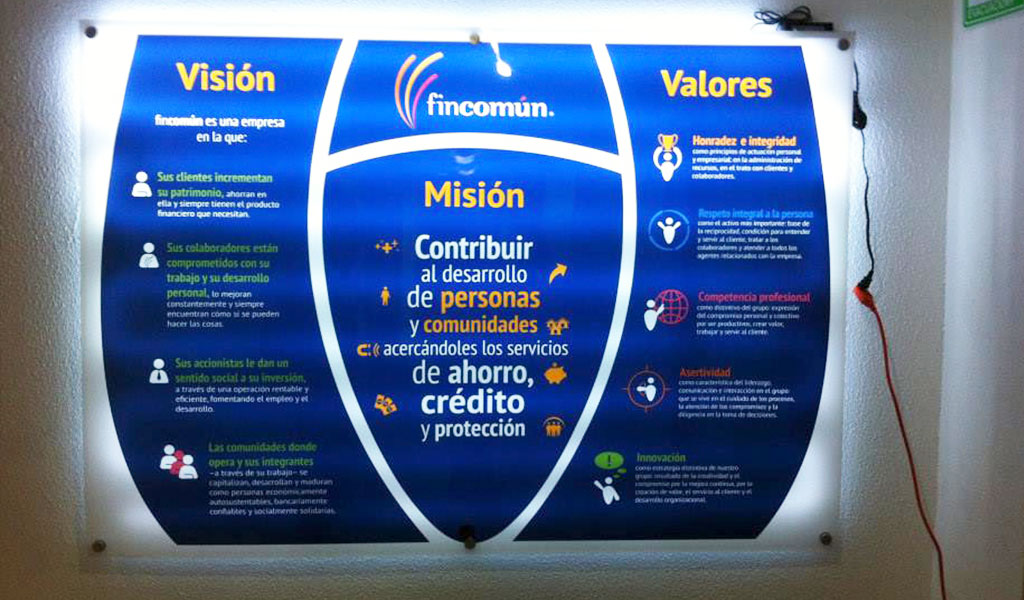 Visión
fincomún es una empresa
en la que:
Sus clientes incrementan
su patrimonio, ahorran en
ella y siempre tienen el producto
financiero que necesitan.
Sus colaboradores están
comprometidos con su
trabajo y su desarrollo
personal, lo mejoran
constantemente y siempre
encuentran cómo sí se pueden
hacer las cosas.
Sus accionistas le dan un
sentido social a su inversión,
a través de una operación rentable y
eficiente, fomentando el empleo y el
desarrollo.
Las comunidades donde
opera y sus integrantes
–a través de su trabajo– se
capitalizan, desarrollan y maduran
como personas económicamente
autosustentables, bancariamente
confiables y socialmente solidarias.
fincomún.
Misión
Contribuir
al desarrollo
de personas
y comunidades
acercándoles los servicios
de ahorro,
crédito
y protección
Valores
Honradez e integridad
como principios de actuación personal
y empresarial: en la administración de
recursos, en el trato con clientes y
colaboradores.
Respeto integral a la persona
como el activo más importante: base de
la reciprocidad, condición para entender
y servir al cliente, tratar a los
colaboradores y atender a todos los
agentes relacionados con la empresa.
Competencia profesional
como distintivo del grupo: expresión
del compromiso personal y colectivo
por ser productivos, crear valor,
trabajar y servir al cliente.
Asertividad
como característica del liderazgo,
comunicación e interacción en el grupo
que se vive en el cuidado de los procesos,
la atención de los compromisos y la
diligencia en la toma de decisiones.
Innovación
como estrategia distintiva de nuestro
grupo: resultado de la creatividad y el
compromiso por la mejora continua, por la
creación de valor, el servicio al cliente y el
desarrollo organizacional.